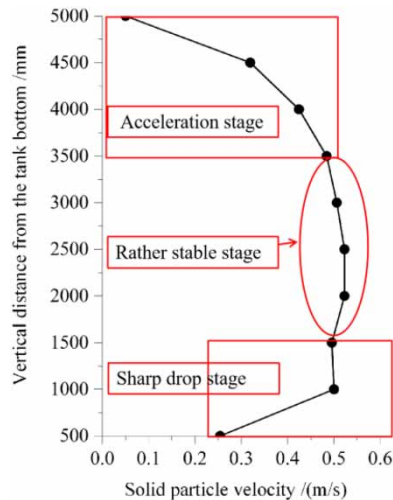 5000
4500
4000
3500
3000
2500
2000
1500
1000
500
Vertical distance from the tank bottom /mm
Acceleration stage
Rather stable stage
Sharp drop stage
0.0 0.1 0.2 0.3 0.4 0.5 0.6
Solid particle velocity /(m/s)